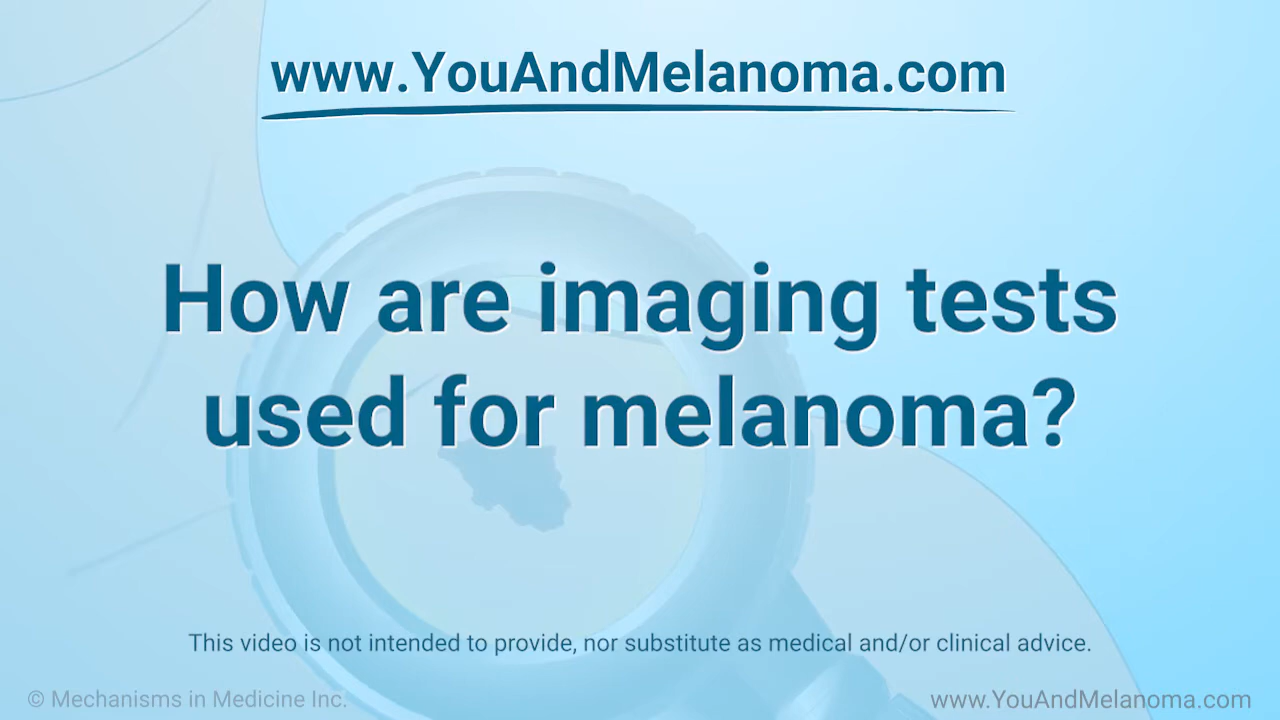 www.YouAndMelanoma.com
How are imaging tests
used for melanoma?
This video is not intended to provide, nor substitute as medical and/or clinical advice.
© Mechanisms in Medicine Inc.
www.YouAndMelanoma.com